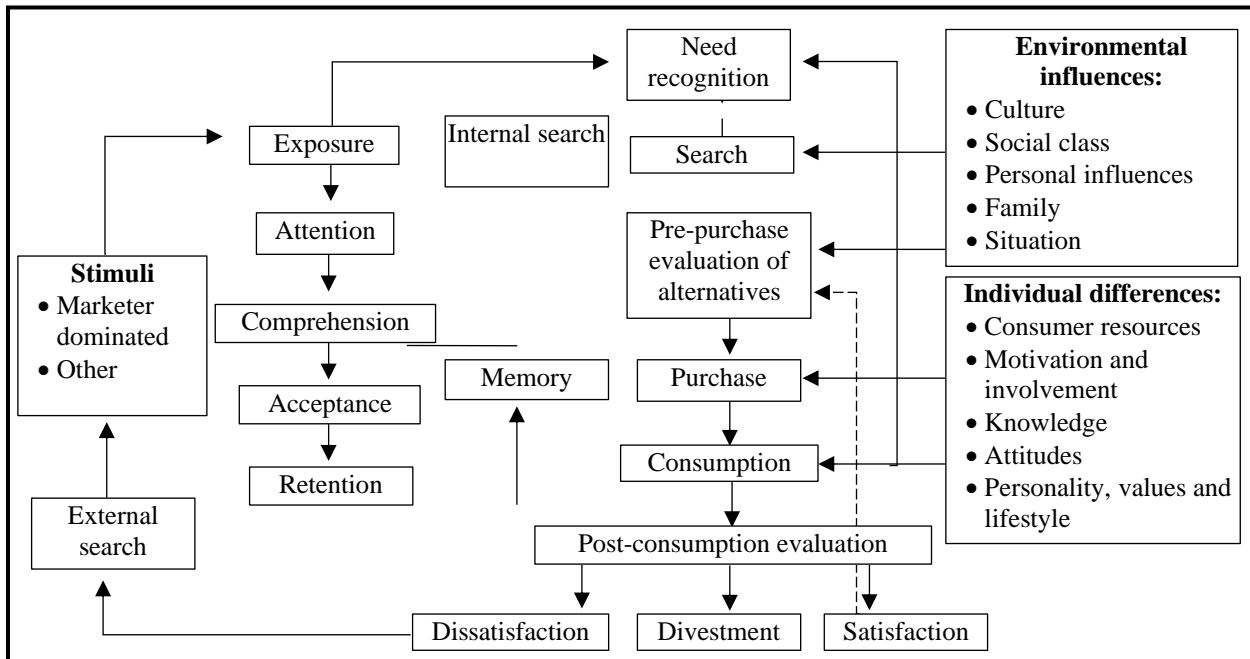 Need
recognition
Internal search
Search
Exposure
Attention
Comprehension
Acceptance
Retention
Memory
Stimuli
• Marketer
dominated
• Other
External
search
Pre-purchase
evaluation of
alternatives
Purchase
Consumption
Post-consumption evaluation
Dissatisfaction
Divestment
Satisfaction
Environmental
influences:
• Culture
• Social class
• Personal influences
• Family
• Situation
Individual differences:
• Consumer resources
• Motivation and
involvement
• Knowledge
• Attitudes
• Personality, values and
lifestyle